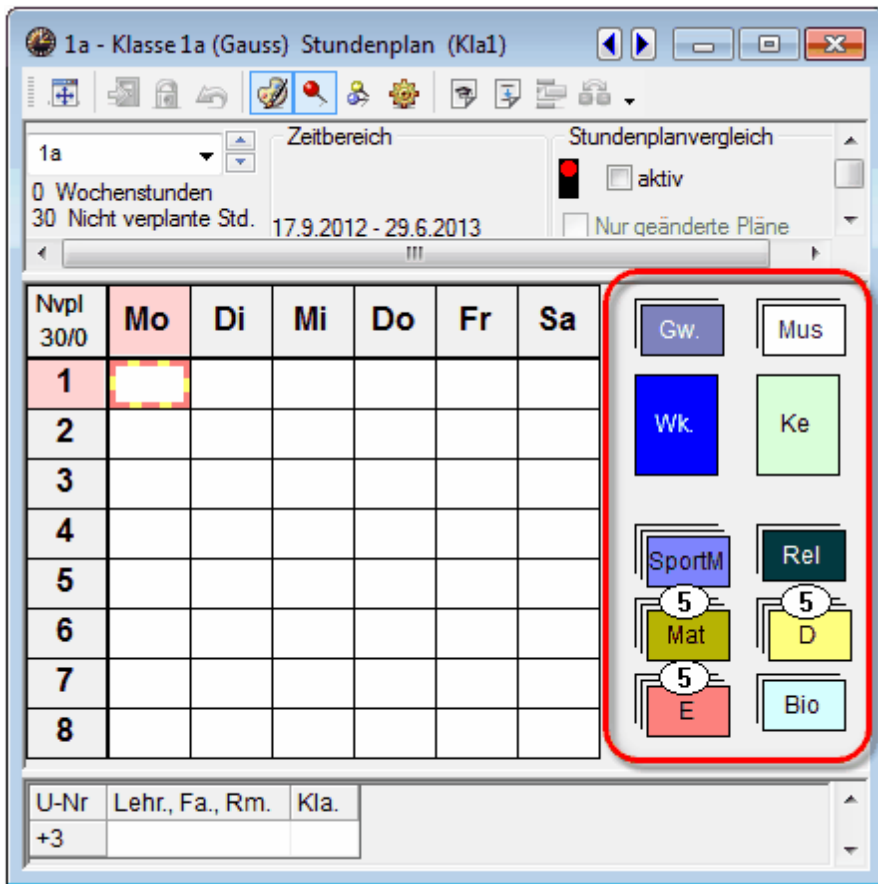 1a - Klasse 1a (Gauss) Stundenplan (Kla1)
1a
Zeitbereich
Stundenplanvergleich
aktiv
0 Wochenstunden
30 Nicht verplante Std.
17.9.2012 - 29.6.2013
Nur geänderte Pläne
Nvpl
30/0
Mo Di Mi Do Fr Sa
1
2
3
4
5
6
7
8
Gw. Mus
Wk. Ke
SportM Rel
5 5
Mat D
5
E Bio
U-Nr Lehr., Fa., Rm. Kla.
+3